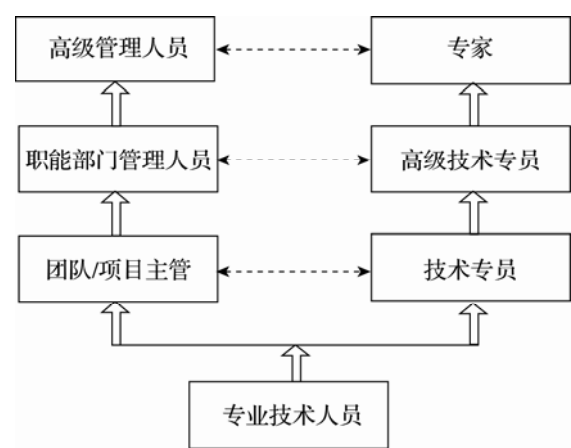 高级管理人员
专家
职能部门管理人员
高级技术专员
团队/项目主管
技术专员
专业技术人员